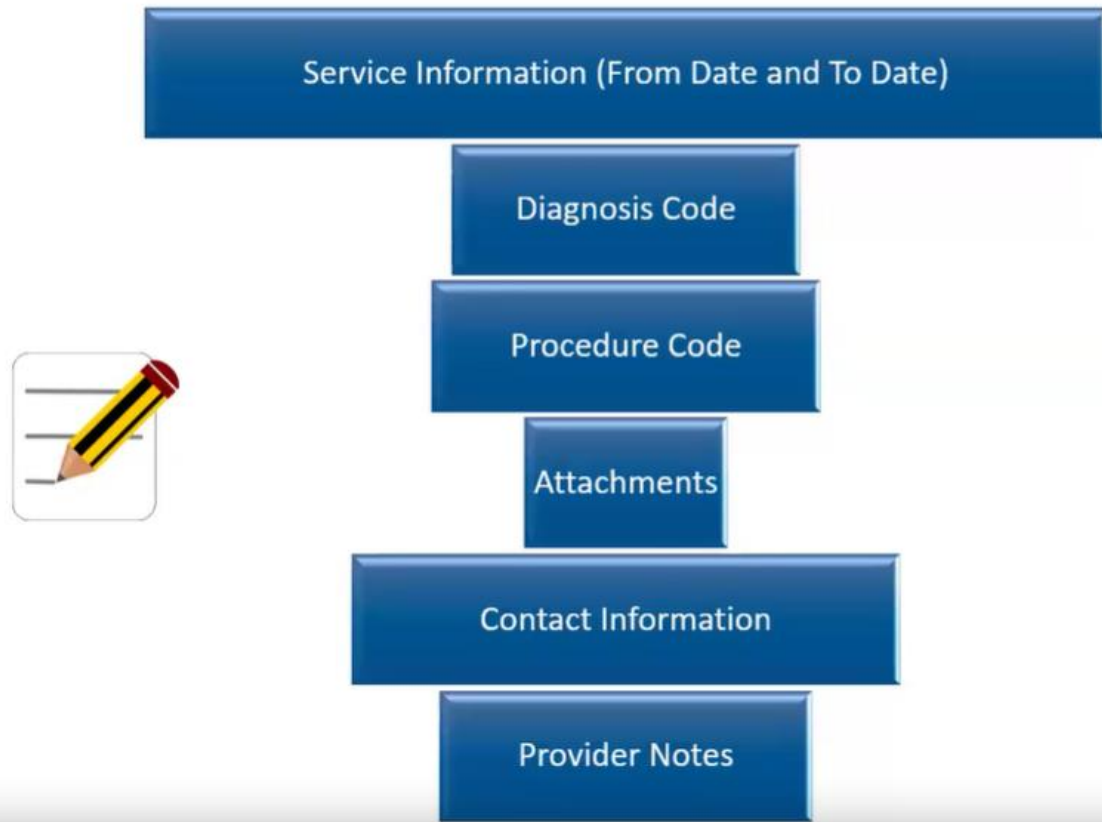 Service Information (From Date and To Date)
Diagnosis Code
Procedure Code
Attachments
Contact Information
Provider Notes